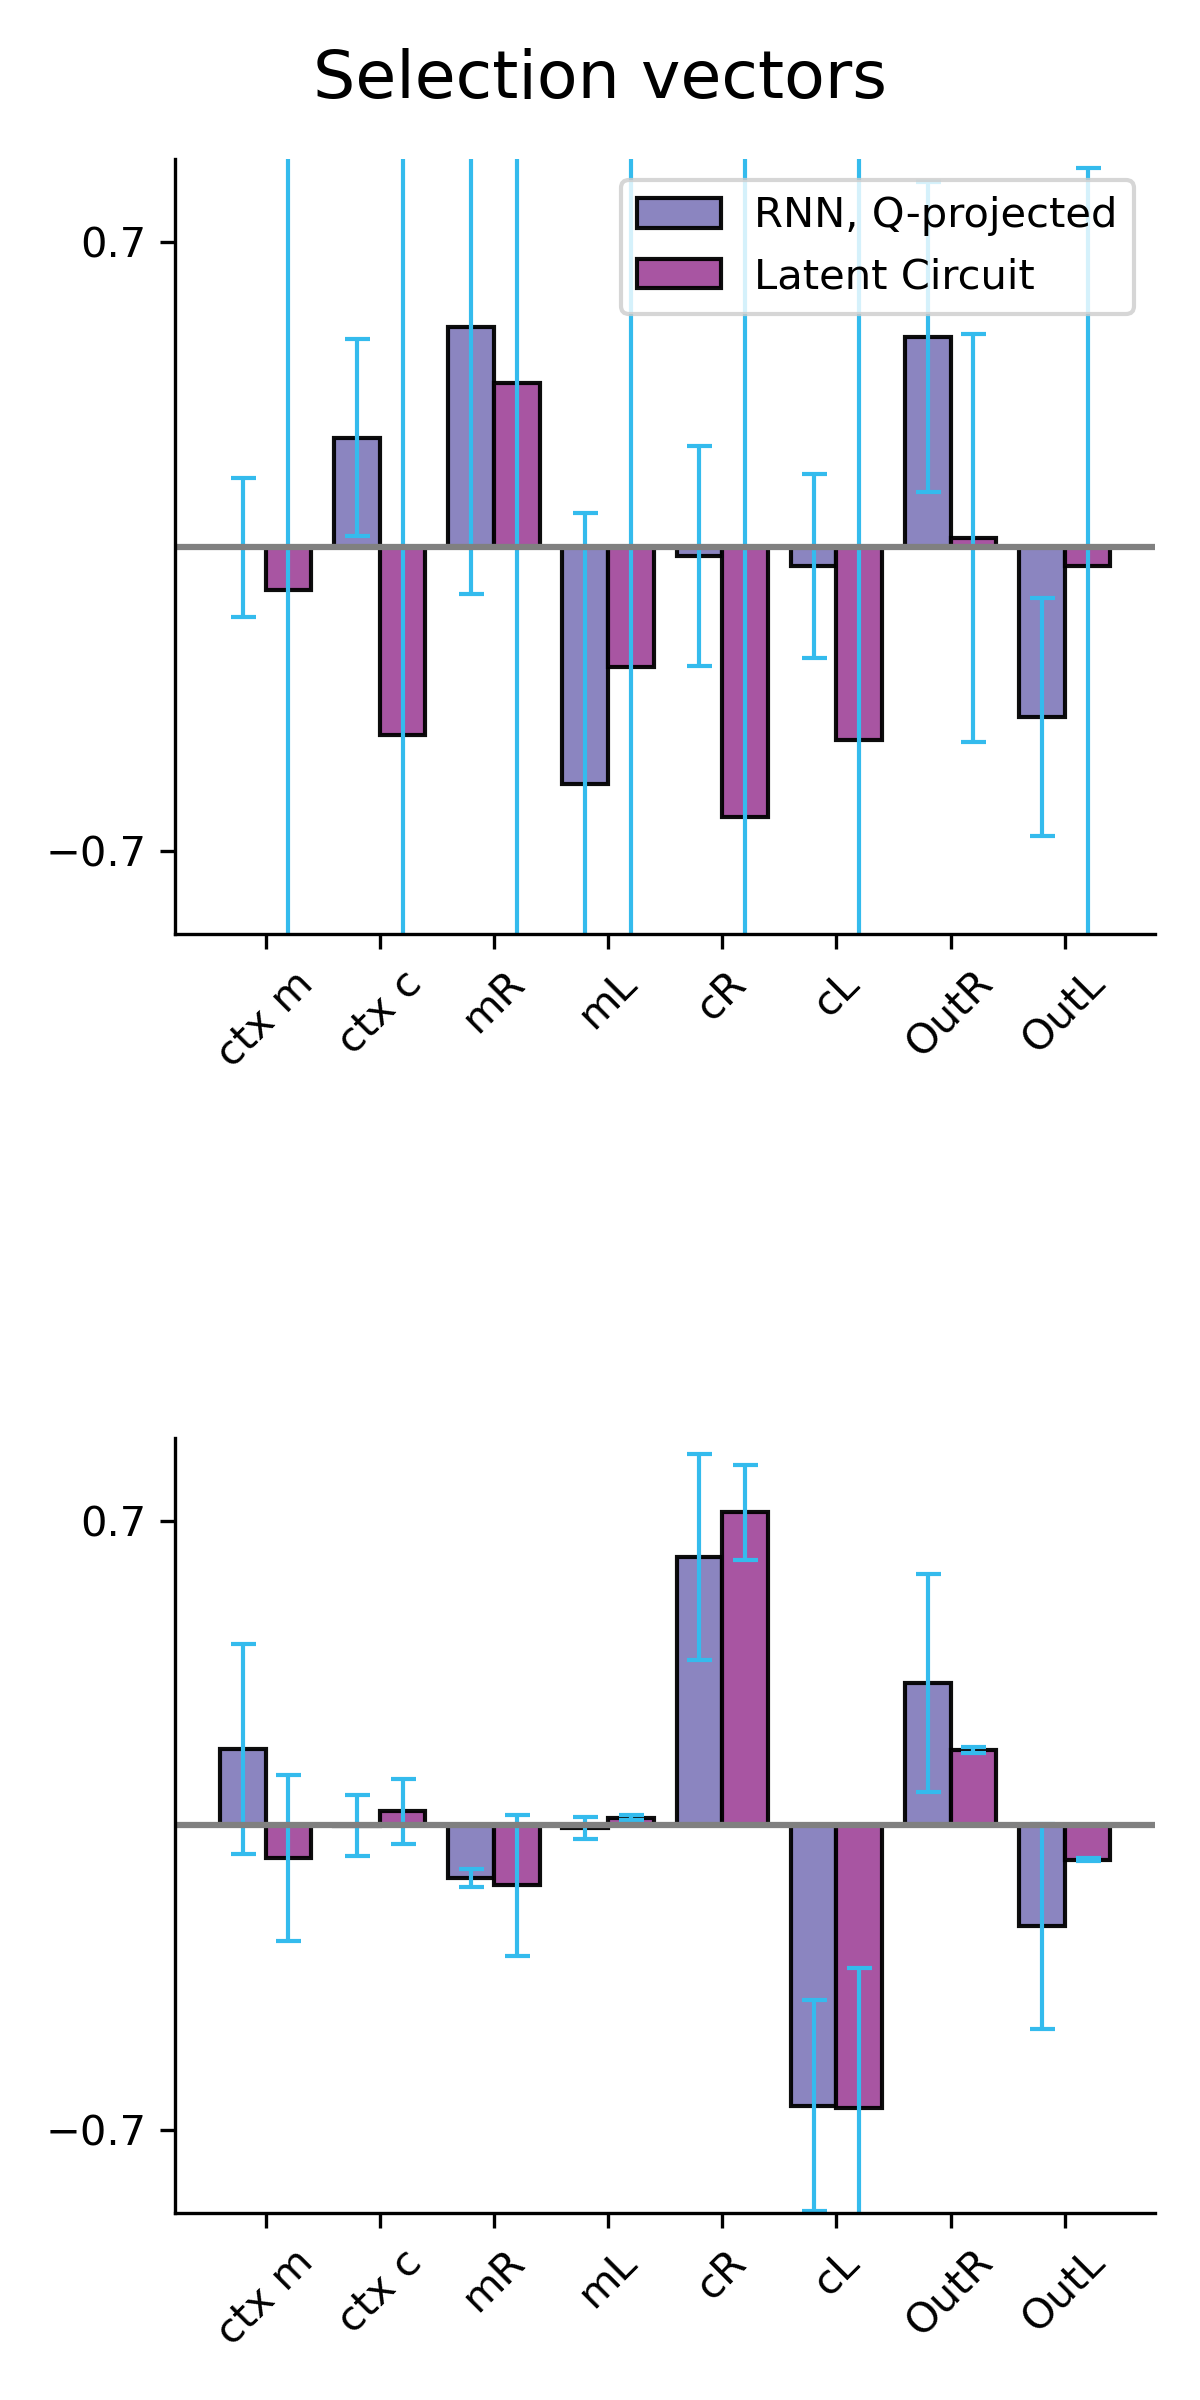 Selection vectors
RNN, Q-projected
Latent Circuit
0.7
−0.7
ctx m
ctx c
mR
mL
cR
cL
OutR
OutL
0.7
−0.7
ctx m
ctx c
mR
mL
cR
cL
OutR
OutL